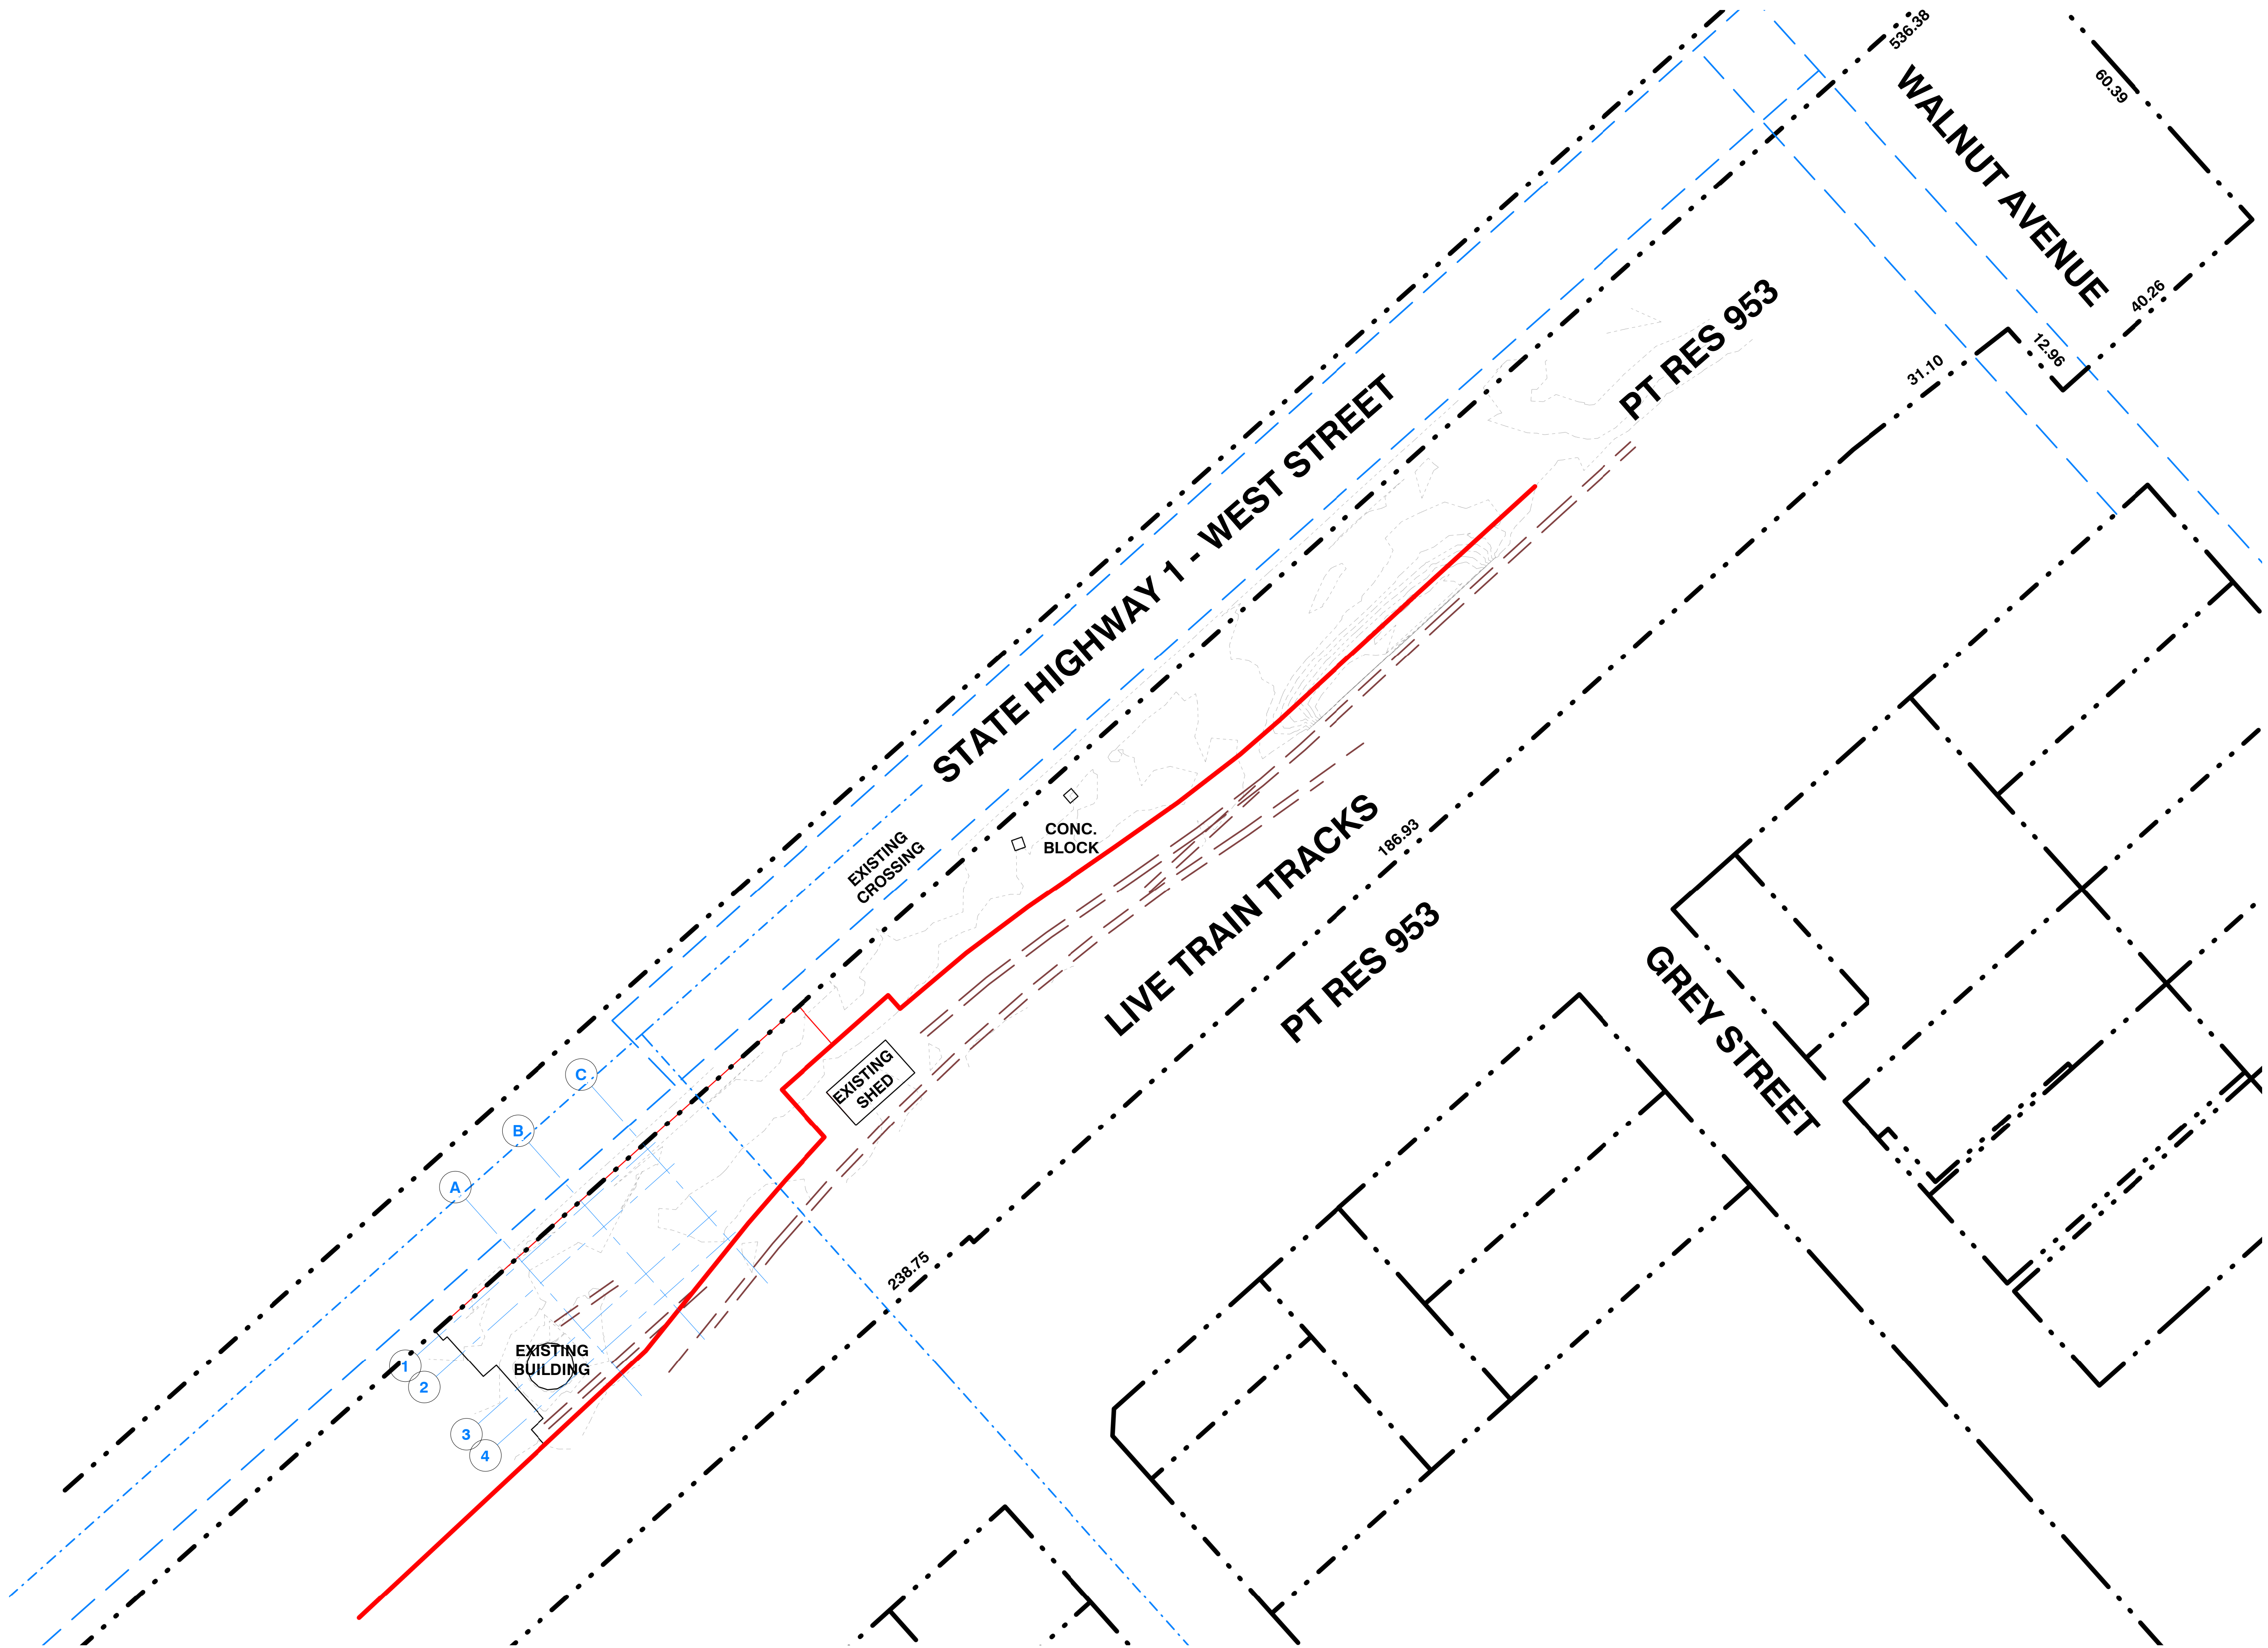 536.38
60.39
WALNUT AVENUE
40.26
12.96
31.10
PT RES 953
STATE HIGHWAY 1 - WEST STREET
CONC.
BLOCK
EXISTING
CROSSING
LIVE TRAIN TRACKS
186.93
PT RES 953
GREY STREET
EXISTING
SHED
C
B
A
238.75
EXISTING
BUILDING
1
2
3
4